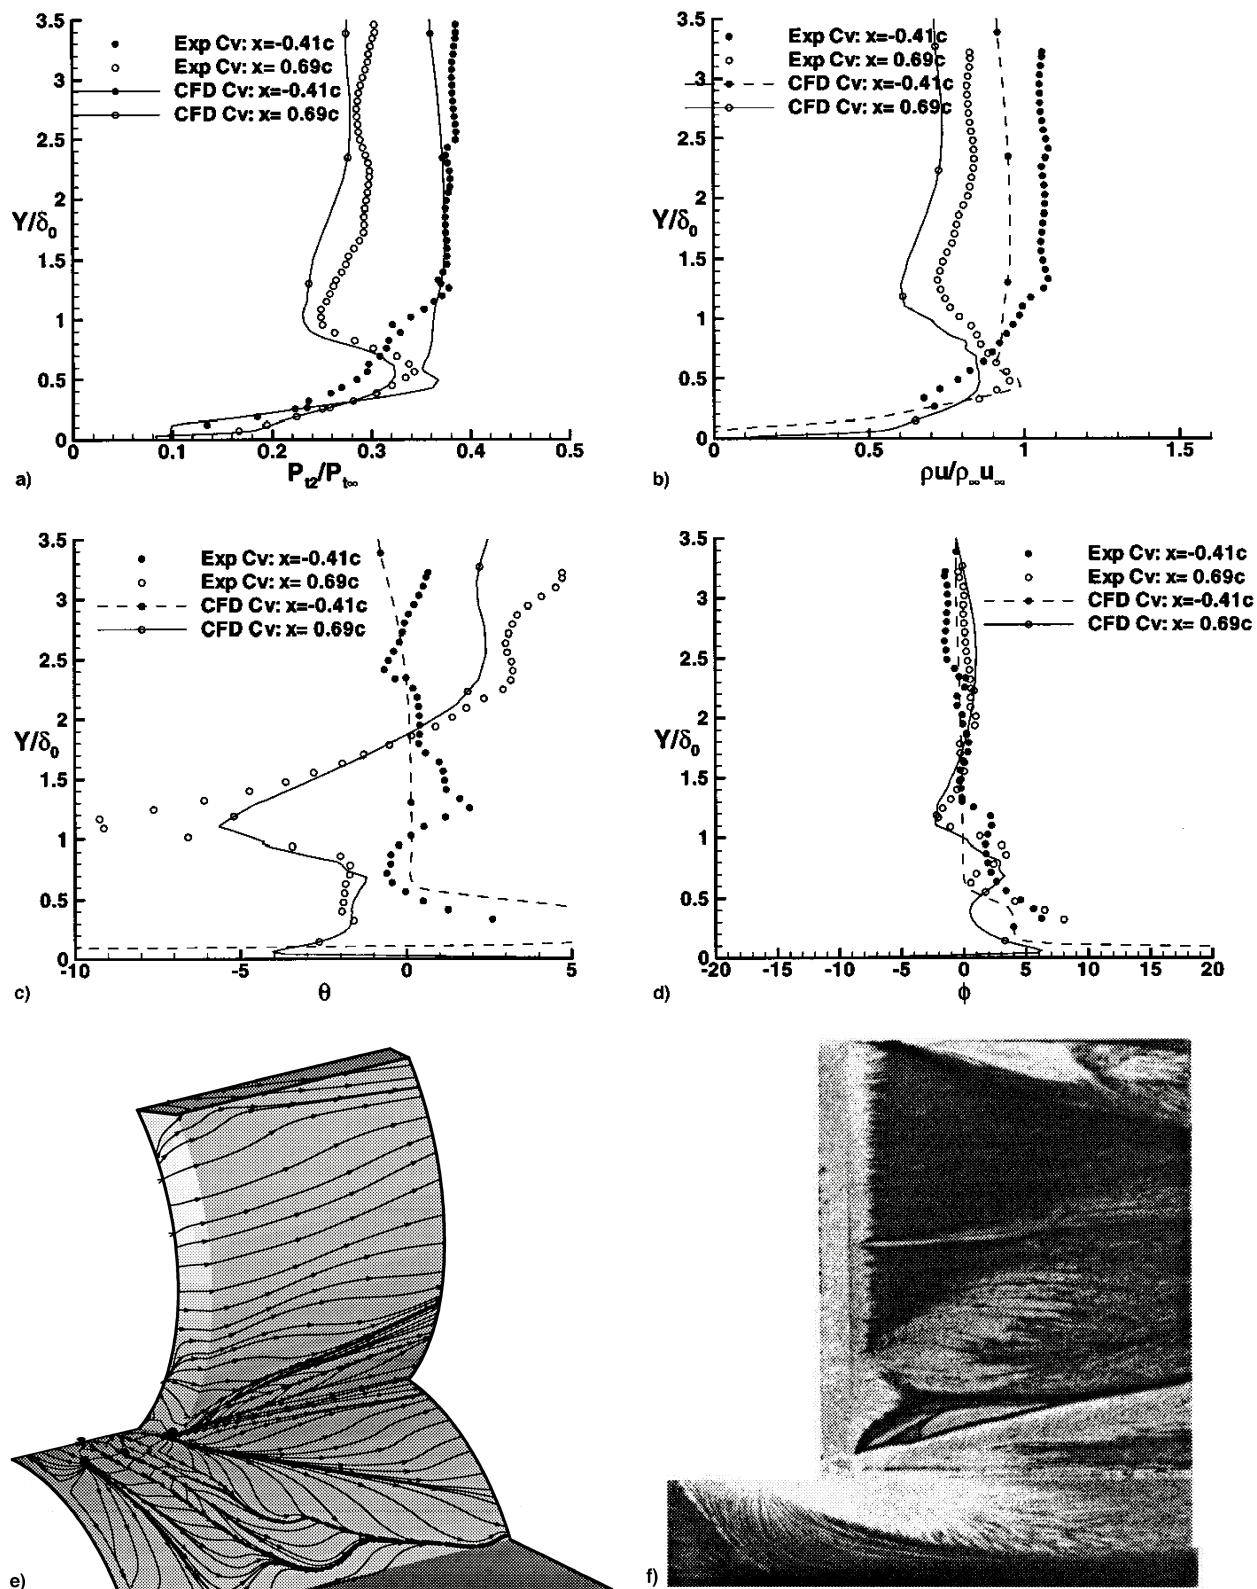 3.5
3
2.5
2
Y/δ₀
1.5
1
0.5
0
Exp Cv: x=-0.41c
Exp Cv: x= 0.69c
CFD Cv: x=-0.41c
CFD Cv: x= 0.69c
0 0.1 0.2 0.3 0.4 0.5
a) Pt2/Pt∞
3.5
3
2.5
2
Y/δ₀
1.5
1
0.5
0
Exp Cv: x=-0.41c
Exp Cv: x= 0.69c
CFD Cv: x=-0.41c
CFD Cv: x= 0.69c
0.5 1 1.5
b) ρu/ρ∞u∞
3.5
3
2.5
2
Y/δ₀
1.5
1
0.5
0
Exp Cv: x=-0.41c
Exp Cv: x= 0.69c
CFD Cv: x=-0.41c
CFD Cv: x= 0.69c
-10 -5 0 5
c) θ
3.5
3
2.5
2
Y/δ₀
1.5
1
0.5
0
Exp Cv: x=-0.41c
Exp Cv: x= 0.69c
CFD Cv: x=-0.41c
CFD Cv: x= 0.69c
-20 -15 -10 -5 0 5 10 15 20
d) ϕ
e)
f)